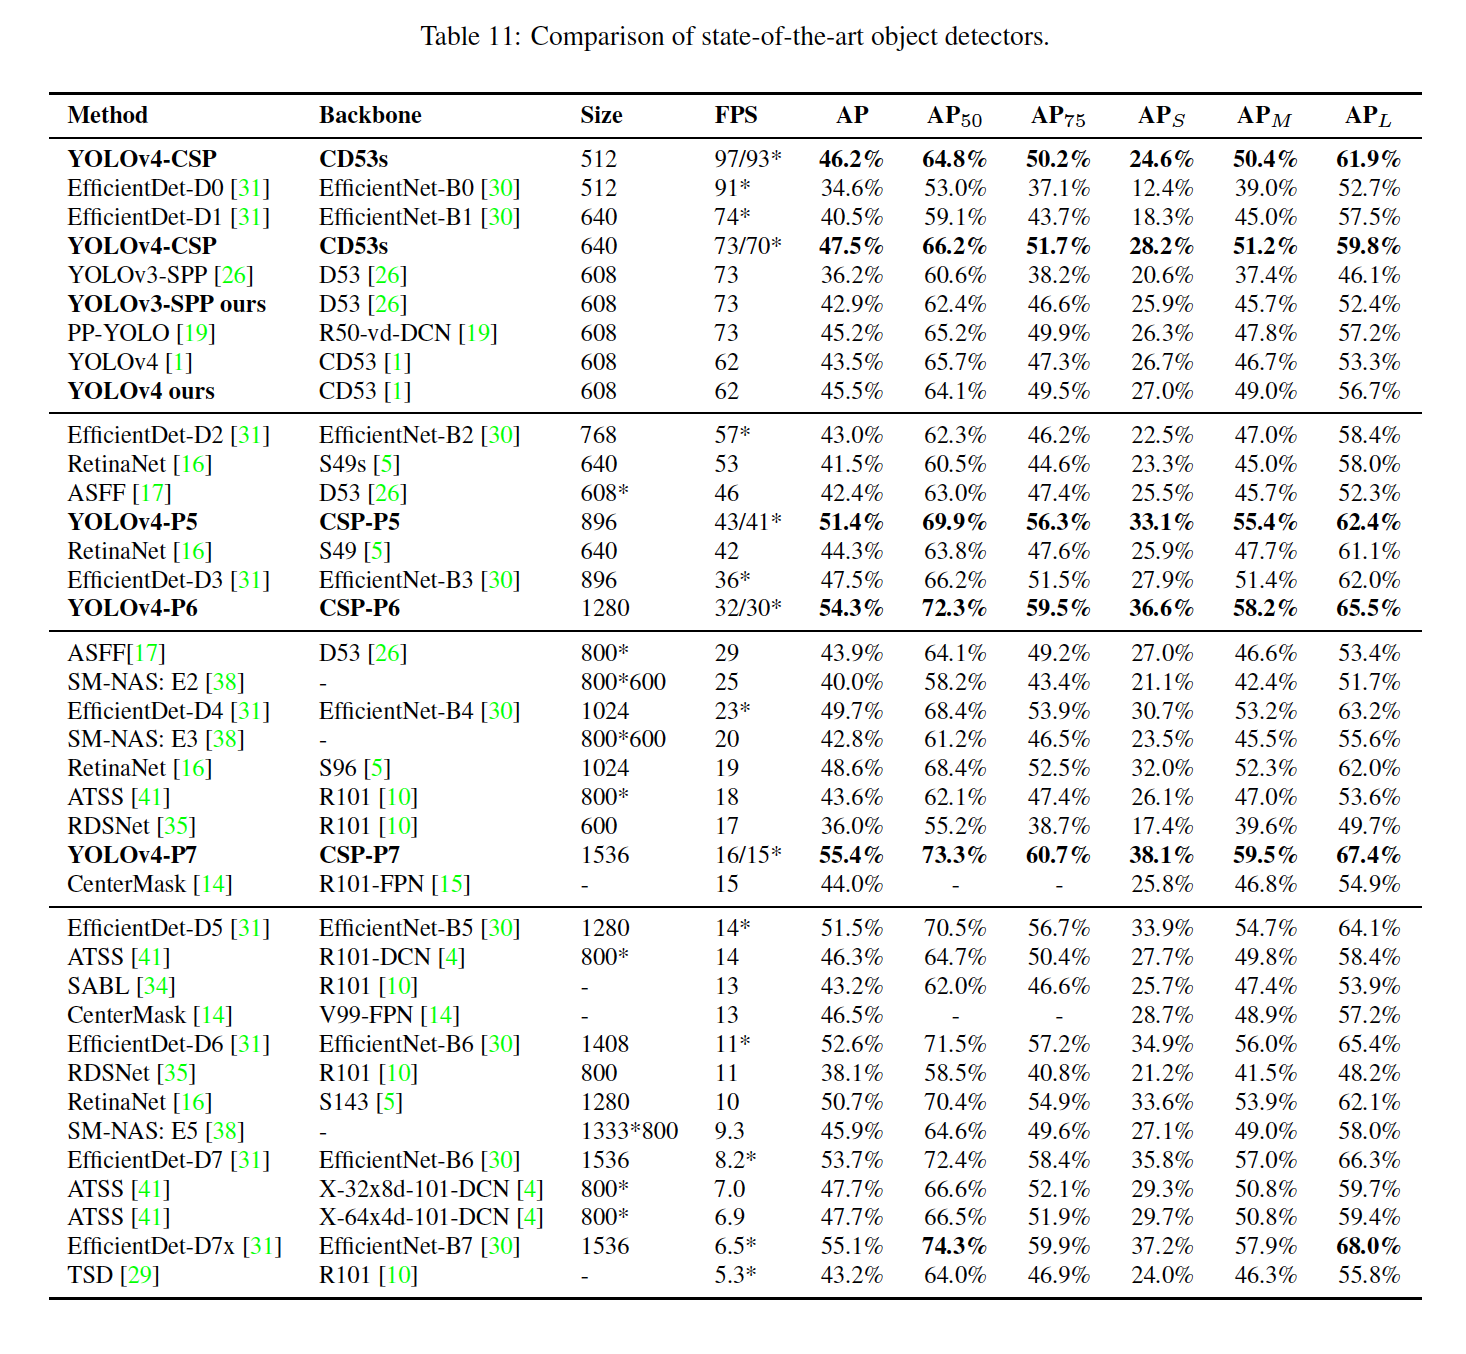 Table 11: Comparison of state-of-the-art object detectors.
Method Backbone Size FPS AP AP50 AP75 APS APM APL
YOLOv4-CSP CD53s 512 97/93* 46.2% 64.8% 50.2% 24.6% 50.4% 61.9%
EfficientDet-D0 [31] EfficientNet-B0 [30] 512 91* 34.6% 53.0% 37.1% 12.4% 39.0% 52.7%
EfficientDet-D1 [31] EfficientNet-B1 [30] 640 74* 40.5% 59.1% 43.7% 18.3% 45.0% 57.5%
YOLOv4-CSP CD53s 640 73/70* 47.5% 66.2% 51.7% 28.2% 51.2% 59.8%
YOLOv3-SPP [26] D53 [26] 608 73 36.2% 60.6% 38.2% 20.6% 37.4% 46.1%
YOLOv3-SPP ours D53 [26] 608 73 42.9% 62.4% 46.6% 25.9% 45.7% 52.4%
PP-YOLO [19] R50-vd-DCN [19] 608 73 45.2% 65.2% 49.9% 26.3% 47.8% 57.2%
YOLOv4 [1] CD53 [1] 608 62 43.5% 65.7% 47.3% 26.7% 46.7% 53.3%
YOLOv4 ours CD53 [1] 608 62 45.5% 64.1% 49.5% 27.0% 49.0% 56.7%
EfficientDet-D2 [31] EfficientNet-B2 [30] 768 57* 43.0% 62.3% 46.2% 22.5% 47.0% 58.4%
RetinaNet [16] S49s [5] 640 53 41.5% 60.5% 44.6% 23.3% 45.0% 58.0%
ASFF [17] D53 [26] 608* 46 42.4% 63.0% 47.4% 25.5% 45.7% 52.3%
YOLOv4-P5 CSP-P5 896 43/41* 51.4% 69.9% 56.3% 33.1% 55.4% 62.4%
RetinaNet [16] S49 [5] 640 42 44.3% 63.8% 47.6% 25.9% 47.7% 61.1%
EfficientDet-D3 [31] EfficientNet-B3 [30] 896 36* 47.5% 66.2% 51.5% 27.9% 51.4% 62.0%
YOLOv4-P6 CSP-P6 1280 32/30* 54.3% 72.3% 59.5% 36.6% 58.2% 65.5%
ASFF[17] D53 [26] 800* 29 43.9% 64.1% 49.2% 27.0% 46.6% 53.4%
SM-NAS: E2 [38] - 800*600 25 40.0% 58.2% 43.4% 21.1% 42.4% 51.7%
EfficientDet-D4 [31] EfficientNet-B4 [30] 1024 23* 49.7% 68.4% 53.9% 30.7% 53.2% 63.2%
SM-NAS: E3 [38] - 800*600 20 42.8% 61.2% 46.5% 23.5% 45.5% 55.6%
RetinaNet [16] S96 [5] 1024 19 48.6% 68.4% 52.5% 32.0% 52.3% 62.0%
ATSS [41] R101 [10] 800* 18 43.6% 62.1% 47.4% 26.1% 47.0% 53.6%
RDSNet [35] R101 [10] 600 17 36.0% 55.2% 38.7% 17.4% 39.6% 49.7%
YOLOv4-P7 CSP-P7 1536 16/15* 55.4% 73.3% 60.7% 38.1% 59.5% 67.4%
CenterMask [14] R101-FPN [15] - 15 44.0% - - 25.8% 46.8% 54.9%
EfficientDet-D5 [31] EfficientNet-B5 [30] 1280 14* 51.5% 70.5% 56.7% 33.9% 54.7% 64.1%
ATSS [41] R101-DCN [4] 800* 14 46.3% 64.7% 50.4% 27.7% 49.8% 58.4%
SABL [34] R101 [10] - 13 43.2% 62.0% 46.6% 25.7% 47.4% 53.9%
CenterMask [14] V99-FPN [14] - 13 46.5% - - 28.7% 48.9% 57.2%
EfficientDet-D6 [31] EfficientNet-B6 [30] 1408 11* 52.6% 71.5% 57.2% 34.9% 56.0% 65.4%
RDSNet [35] R101 [10] 800 11 38.1% 58.5% 40.8% 21.2% 41.5% 48.2%
RetinaNet [16] S143 [5] 1280 10 50.7% 70.4% 54.9% 33.6% 53.9% 62.1%
SM-NAS: E5 [38] - 1333*800 9.3 45.9% 64.6% 49.6% 27.1% 49.0% 58.0%
EfficientDet-D7 [31] EfficientNet-B6 [30] 1536 8.2* 53.7% 72.4% 58.4% 35.8% 57.0% 66.3%
ATSS [41] X-32x8d-101-DCN [4] 800* 7.0 47.7% 66.6% 52.1% 29.3% 50.8% 59.7%
ATSS [41] X-64x4d-101-DCN [4] 800* 6.9 47.7% 66.5% 51.9% 29.7% 50.8% 59.4%
EfficientDet-D7x [31] EfficientNet-B7 [30] 1536 6.5* 55.1% 74.3% 59.9% 37.2% 57.9% 68.0%
TSD [29] R101 [10] - 5.3* 43.2% 64.0% 46.9% 24.0% 46.3% 55.8%